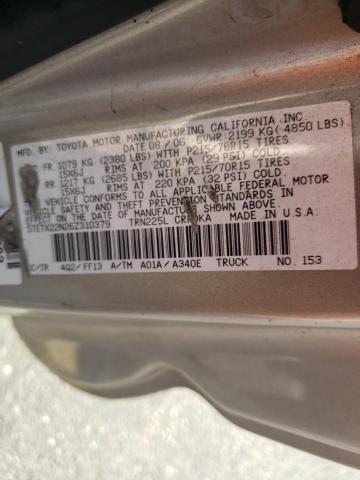 MFD. BY: TOYOTA MOTOR MANUFACTURING CALIFORNIA, INC.
DATE 08/06 GVWR 2199 KG(4850 LBS)
FR 1079 KG (2380 LBS) WITH P215/70R15 TIRES
15X6J RIMS AT 200 KPA (29 PSI) COLD.
RR 1217 KG (2685 LBS) WITH P215/70R15 TIRES
15X6J RIMS AT 220 KPA (32 PSI) COLD.
THIS VEHICLE CONFORMS TO ALL APPLICABLE FEDERAL MOTOR
VEHICLE SAFETY AND THEFT PREVENTION STANDARDS IN EFFECT
ON THE DATE OF MANUFACTURE SHOWN ABOVE.
5TETX22N26Z310379 TRN225L MADE IN U.S.A.
C/TR 4Q2/FF13 A/TM A01A/A340E TRUCK NO. 153